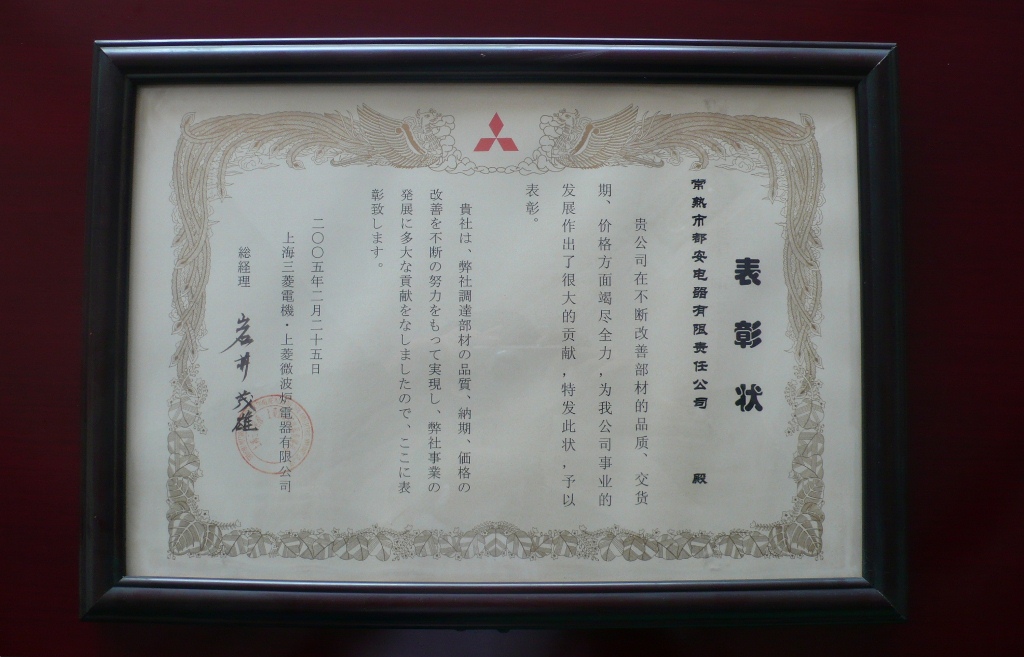 表彰状
常熟市都安电器有限责任公司 殿
贵公司在不断改善部材的品质、交货
期、价格方面竭尽全力,为我公司事业的
发展作出了很大的贡献,特发此状,予以
表彰。
貴社は、弊社調達部材の品質、納期、価格の
改善を不断の努力をもって実現し、弊社事業の
発展に多大な貢献をなしましたので、ここに表
彰致します。
二〇〇五年二月二十五日
上海三菱電機・上菱微波炉電器有限公司
総経理 岩井茂雄